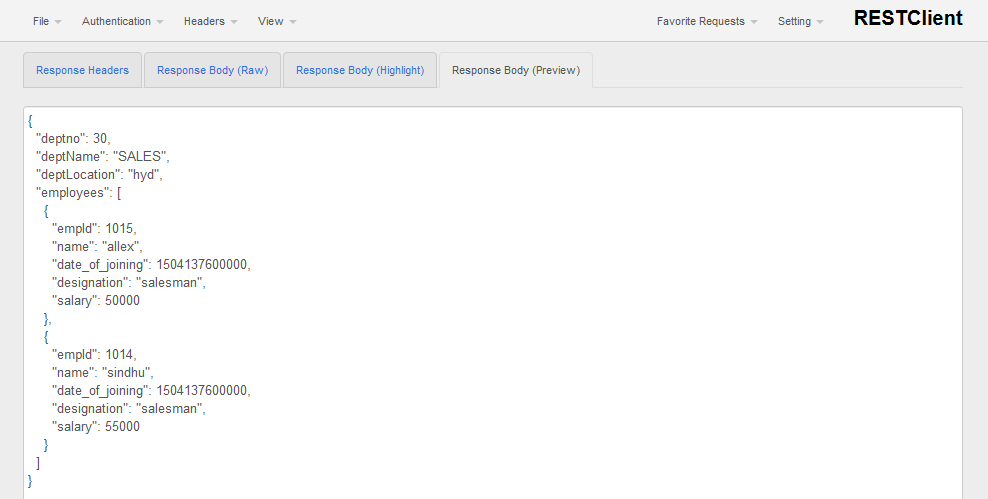 File Authentication Headers View Favorite Requests Setting RESTClient
Response Headers Response Body (Raw) Response Body (Highlight) Response Body (Preview)
{
"deptno": 30,
"deptName": "SALES",
"deptLocation": "hyd",
"employees": [
{
"empId": 1015,
"name": "allex",
"date_of_joining": 1504137600000,
"designation": "salesman",
"salary": 50000
},
{
"empId": 1014,
"name": "sindhu",
"date_of_joining": 1504137600000,
"designation": "salesman",
"salary": 55000
}
]
}